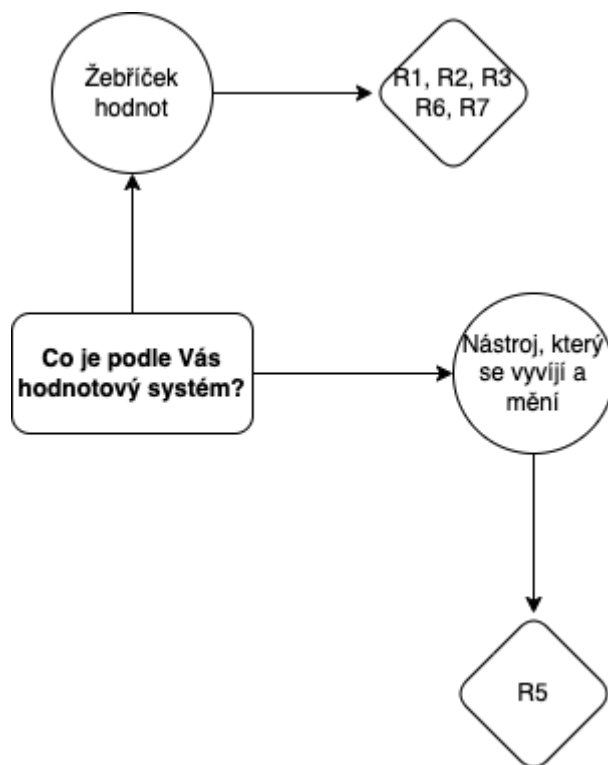 Žebříček
hodnot
R1, R2, R3
R6, R7
Co je podle Vás
hodnotový systém?
Nástroj, který
se vyvíjí a
mění
R5